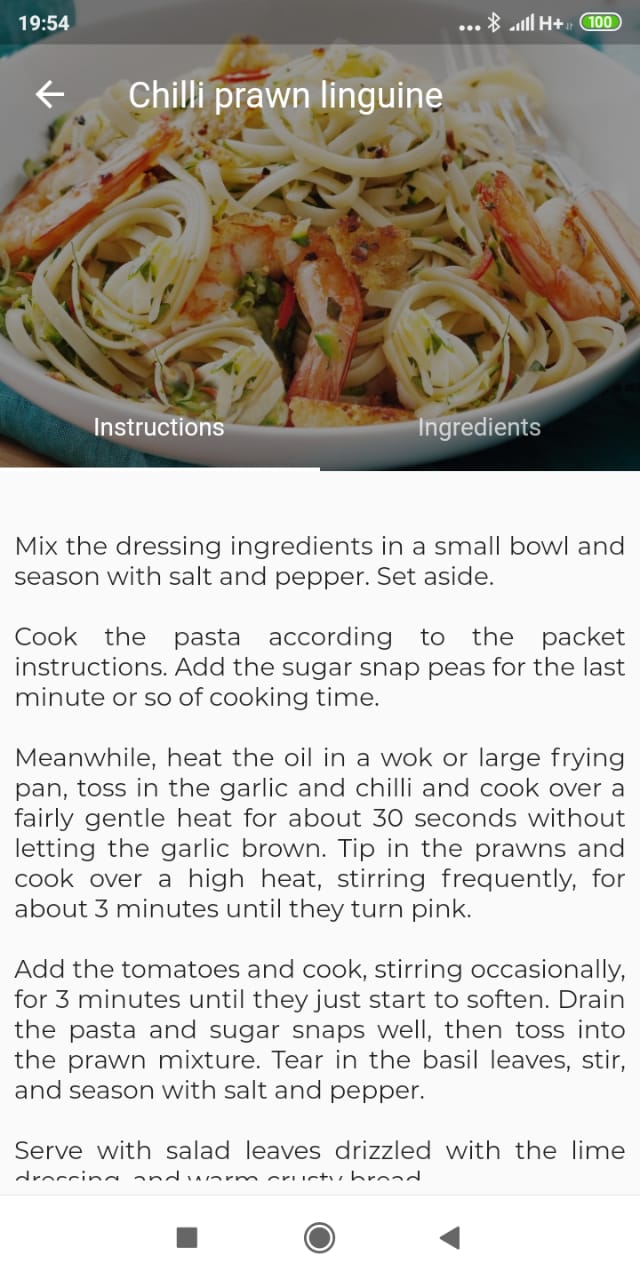 19:54
H+
100
Chilli prawn linguine
Instructions
Ingredients
Mix the dressing ingredients in a small bowl and
season with salt and pepper. Set aside.
Cook the pasta according to the packet
instructions. Add the sugar snap peas for the last
minute or so of cooking time.
Meanwhile, heat the oil in a wok or large frying
pan, toss in the garlic and chilli and cook over a
fairly gentle heat for about 30 seconds without
letting the garlic brown. Tip in the prawns and
cook over a high heat, stirring frequently, for
about 3 minutes until they turn pink.
Add the tomatoes and cook, stirring occasionally,
for 3 minutes until they just start to soften. Drain
the pasta and sugar snaps well, then toss into
the prawn mixture. Tear in the basil leaves, stir,
and season with salt and pepper.
Serve with salad leaves drizzled with the lime
dressing, and warm crusty bread